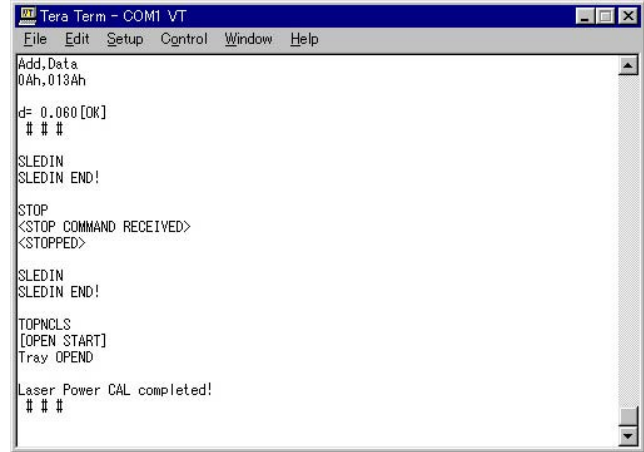 Tera Term - COM1 VT
File Edit Setup Control Window Help
Add,Data
0Ah,013Ah
d= 0.060[OK]
# # #
SLEDIN
SLEDIN END!
STOP
<STOP COMMAND RECEIVED>
<STOPPED>
SLEDIN
SLEDIN END!
TOPNCLS
[OPEN START]
Tray OPEND
Laser Power CAL completed!
# # #